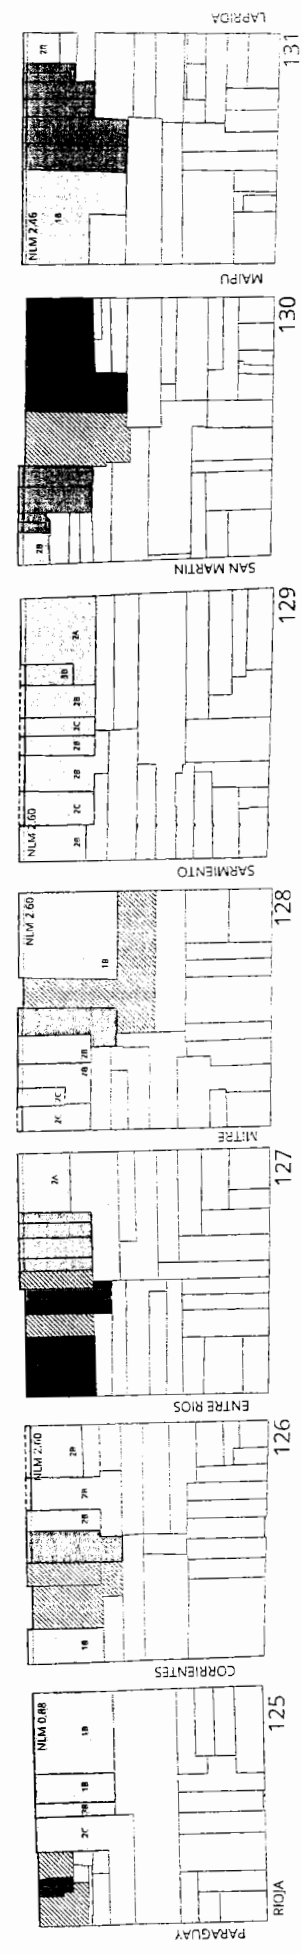 LAPRIDA
131
2A
1B
NLM 2.46
MAIPU
130
2B
SAN MARTIN
129
2A
3B
2B
3C
2B
2B
2C
2B
NLM 2.60
SARMIENTO
128
NLM 2.60
1B
2B
2B
2C
2C
MITRE
127
2A
ENTRE RIOS
126
NLM 2.60
2B
2B
1B
CORRIENTES
125
NLM 0.88
1B
1B
2C
RIOJA
PARAGUAY